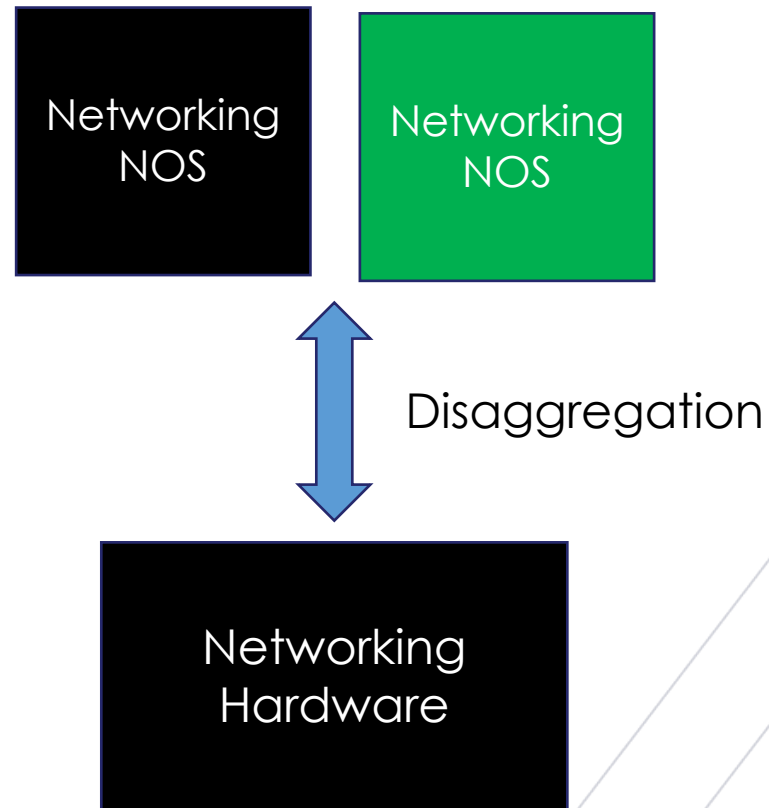 Networking
NOS
Networking
NOS
Disaggregation
Networking
Hardware